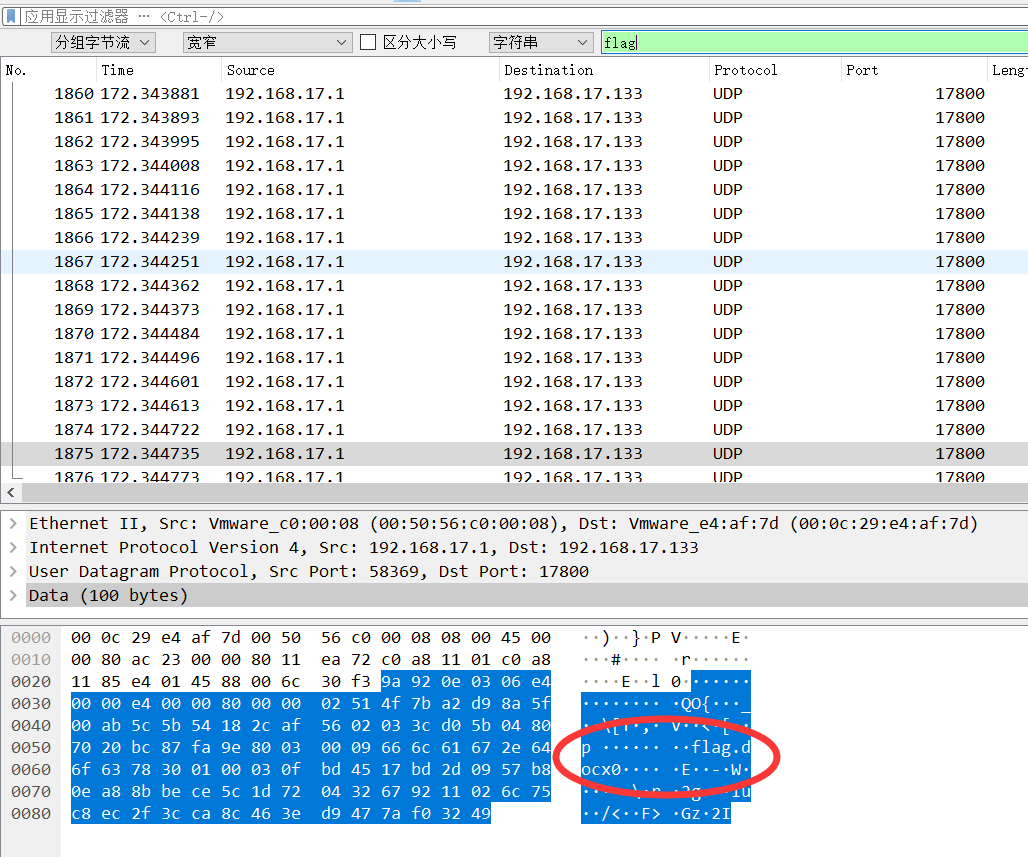 应用显示过滤器 … <Ctrl-/>
分组字节流 宽窄 区分大小写 字符串 flag
No. Time Source Destination Protocol Port Leng
1860 172.343881 192.168.17.1 192.168.17.133 UDP 17800
1861 172.343893 192.168.17.1 192.168.17.133 UDP 17800
1862 172.343995 192.168.17.1 192.168.17.133 UDP 17800
1863 172.344008 192.168.17.1 192.168.17.133 UDP 17800
1864 172.344116 192.168.17.1 192.168.17.133 UDP 17800
1865 172.344138 192.168.17.1 192.168.17.133 UDP 17800
1866 172.344239 192.168.17.1 192.168.17.133 UDP 17800
1867 172.344251 192.168.17.1 192.168.17.133 UDP 17800
1868 172.344362 192.168.17.1 192.168.17.133 UDP 17800
1869 172.344373 192.168.17.1 192.168.17.133 UDP 17800
1870 172.344484 192.168.17.1 192.168.17.133 UDP 17800
1871 172.344496 192.168.17.1 192.168.17.133 UDP 17800
1872 172.344601 192.168.17.1 192.168.17.133 UDP 17800
1873 172.344613 192.168.17.1 192.168.17.133 UDP 17800
1874 172.344722 192.168.17.1 192.168.17.133 UDP 17800
1875 172.344735 192.168.17.1 192.168.17.133 UDP 17800
1876 172.344773 192.168.17.1 192.168.17.133 UDP 17800
Ethernet II, Src: Vmware_c0:00:08 (00:50:56:c0:00:08), Dst: Vmware_e4:af:7d (00:0c:29:e4:af:7d)
Internet Protocol Version 4, Src: 192.168.17.1, Dst: 192.168.17.133
User Datagram Protocol, Src Port: 58369, Dst Port: 17800
Data (100 bytes)
0000 00 0c 29 e4 af 7d 00 50 56 c0 00 08 08 00 45 00 ··)··}·P V·····E·
0010 00 80 ac 23 00 00 80 11 ea 72 c0 a8 11 01 c0 a8 ···#···· ·r······
0020 11 85 e4 01 45 88 00 6c 30 f3 9a 92 0e 03 06 e4 ····E··l 0·······
0030 00 00 e4 00 00 80 00 00 02 51 4f 7b a2 d9 8a 5f ········ ·QO{···_
0040 00 ab 5c 5b 54 18 2c af 56 02 03 3c d0 5b 04 80 ··\[T·,· V··<·[··
0050 70 20 bc 87 fa 9e 80 03 00 09 66 6c 61 67 2e 64 p ······ ··flag.d
0060 6f 63 78 30 01 00 03 0f bd 45 17 bd 2d 09 57 b8 ocx0···· ·E··-·W·
0070 0e a8 8b be ce 5c 1d 72 04 32 67 92 11 02 6c 75 ·····\·r ·2g···lu
0080 c8 ec 2f 3c ca 8c 46 3e d9 47 7a f0 32 49 ··/<··F> ·Gz·2I